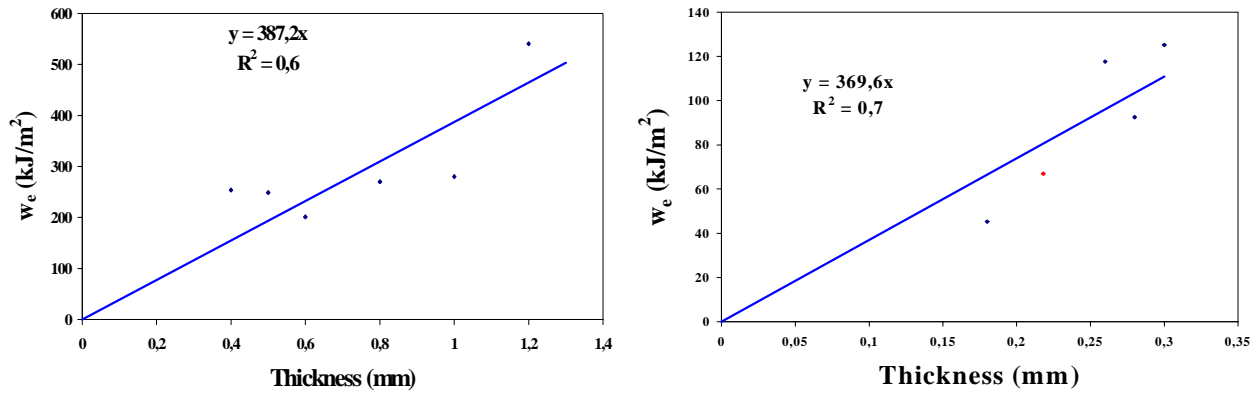 600
500
400
300
200
100
0
w_e (kJ/m²)
y = 387,2x
R² = 0,6
0 0,2 0,4 0,6 0,8 1 1,2 1,4
Thickness (mm)
140
120
100
80
60
40
20
0
w_e (kJ/m²)
y = 369,6x
R² = 0,7
0 0,05 0,1 0,15 0,2 0,25 0,3 0,35
Thickness (mm)